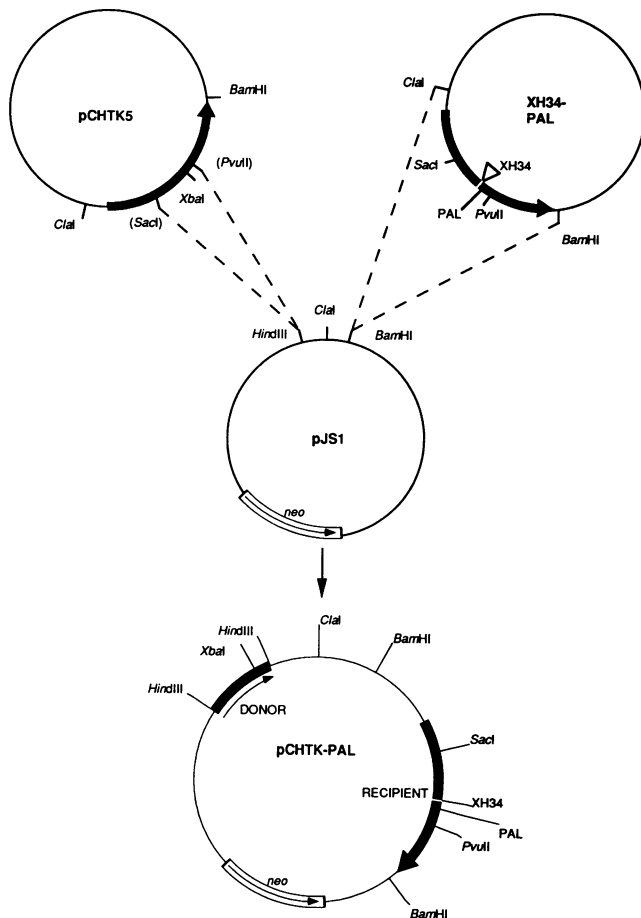 pCHTK5
BamHI
(PvuII)
XbaI
(SacI)
ClaI
XH34-
PAL
ClaI
SacI
XH34
PAL
PvuII
BamHI
HindIII
ClaI
BamHI
pJS1
neo
HindIII
XbaI
HindIII
ClaI
BamHI
DONOR
pCHTK-PAL
SacI
RECIPIENT
XH34
PAL
PvuII
neo
BamHI